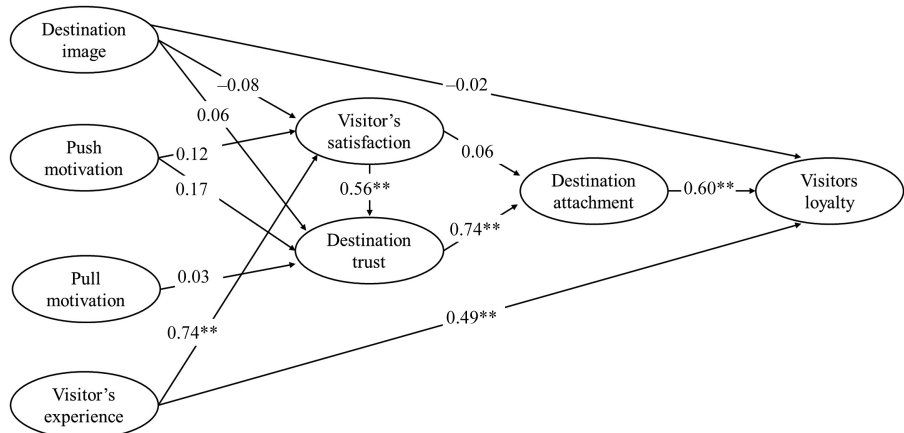 Destination
image
–0.02
–0.08
0.06
Visitor's
satisfaction
Push
motivation
0.12
0.17
0.06
0.56**
Destination
attachment
0.60**
Visitors
loyalty
Destination
trust
0.74**
Pull
motivation
0.03
0.74**
0.49**
Visitor's
experience